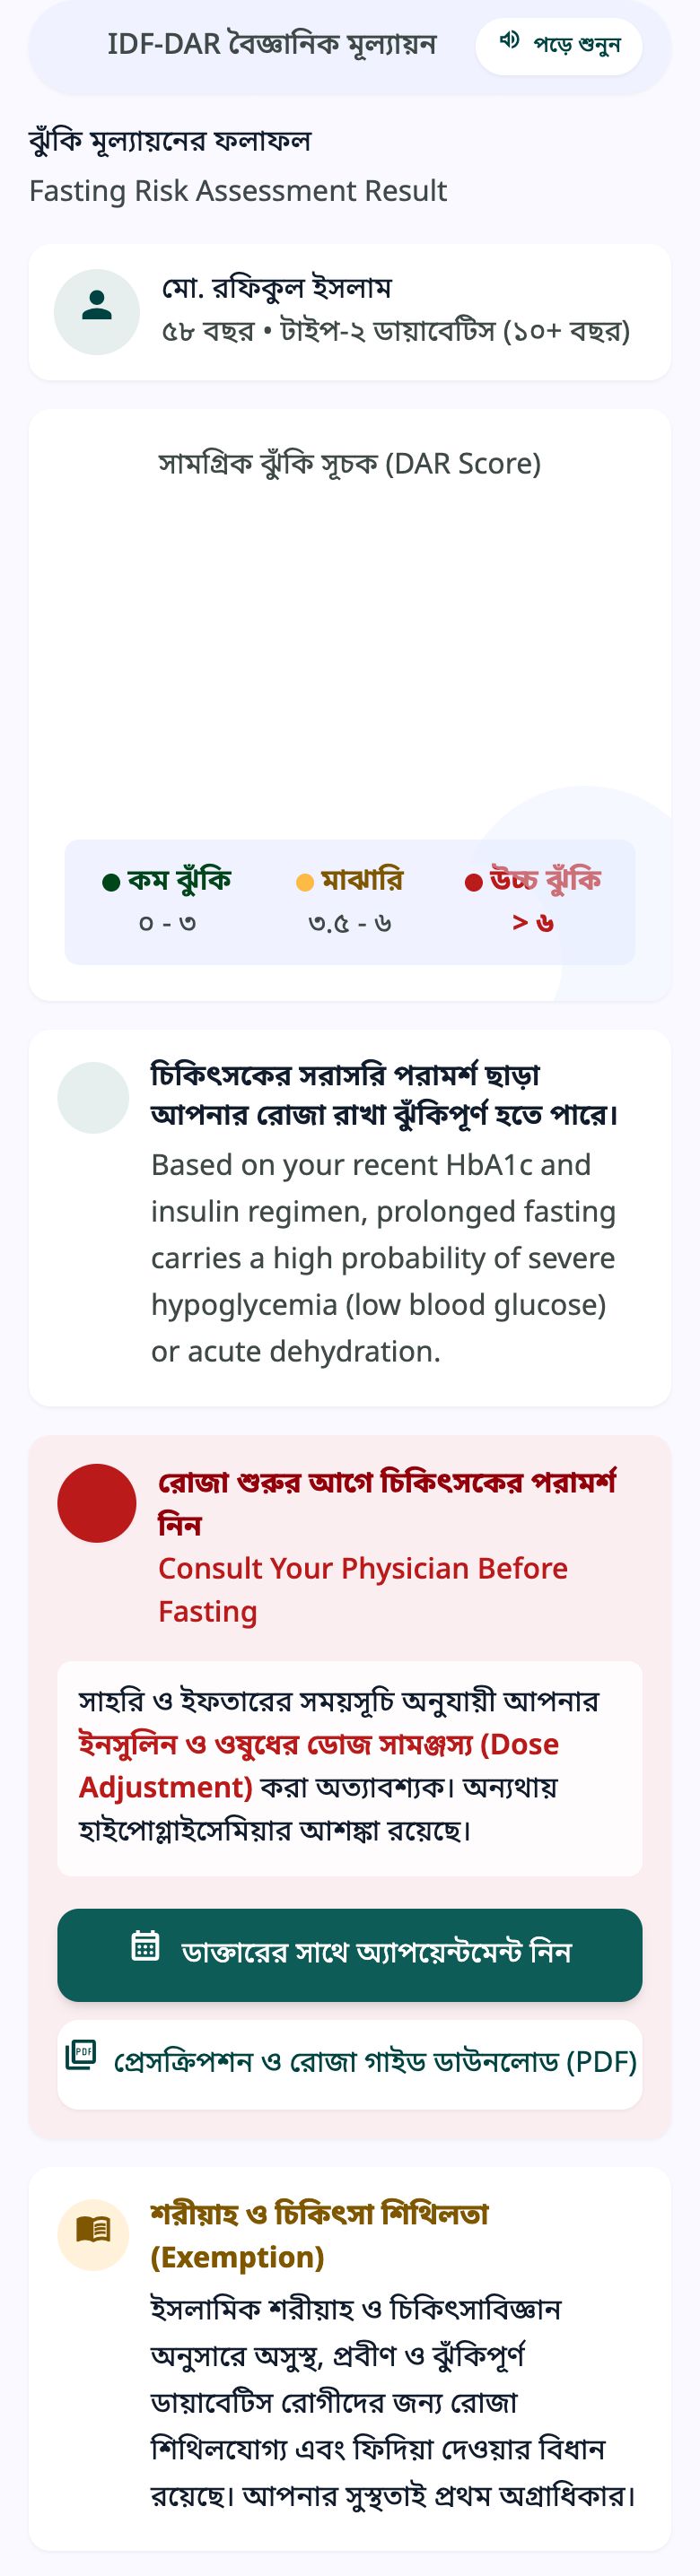 IDF-DAR বৈজ্ঞানিক মূল্যায়ন
পড়ে শুনুন
ঝুঁকি মূল্যায়নের ফলাফল
Fasting Risk Assessment Result
মো. রফিকুল ইসলাম
৫৮ বছর • টাইপ-২ ডায়াবেটিস (১০+ বছর)
সামগ্রিক ঝুঁকি সূচক (DAR Score)
কম ঝুঁকি
০ - ৩
মাঝারি
৩.৫ - ৬
উচ্চ ঝুঁকি
> ৬
চিকিৎসকের সরাসরি পরামর্শ ছাড়া
আপনার রোজা রাখা ঝুঁকিপূর্ণ হতে পারে।
Based on your recent HbA1c and
insulin regimen, prolonged fasting
carries a high probability of severe
hypoglycemia (low blood glucose)
or acute dehydration.
রোজা শুরুর আগে চিকিৎসকের পরামর্শ
নিন
Consult Your Physician Before
Fasting
সাহরি ও ইফতারের সময়সূচি অনুযায়ী আপনার
ইনসুলিন ও ওষুধের ডোজ সামঞ্জস্য (Dose
Adjustment) করা অত্যাবশ্যক। অন্যথায়
হাইপোগ্লাইসেমিয়ার আশঙ্কা রয়েছে।
ডাক্তারের সাথে অ্যাপয়েন্টমেন্ট নিন
PDF
প্রেসক্রিপশন ও রোজা গাইড ডাউনলোড (PDF)
শরীয়াহ ও চিকিৎসা শিথিলতা
(Exemption)
ইসলামিক শরীয়াহ ও চিকিৎসাবিজ্ঞান
অনুসারে অসুস্থ, প্রবীণ ও ঝুঁকিপূর্ণ
ডায়াবেটিস রোগীদের জন্য রোজা
শিথিলযোগ্য এবং ফিদিয়া দেওয়ার বিধান
রয়েছে। আপনার সুস্থতাই প্রথম অগ্রাধিকার।